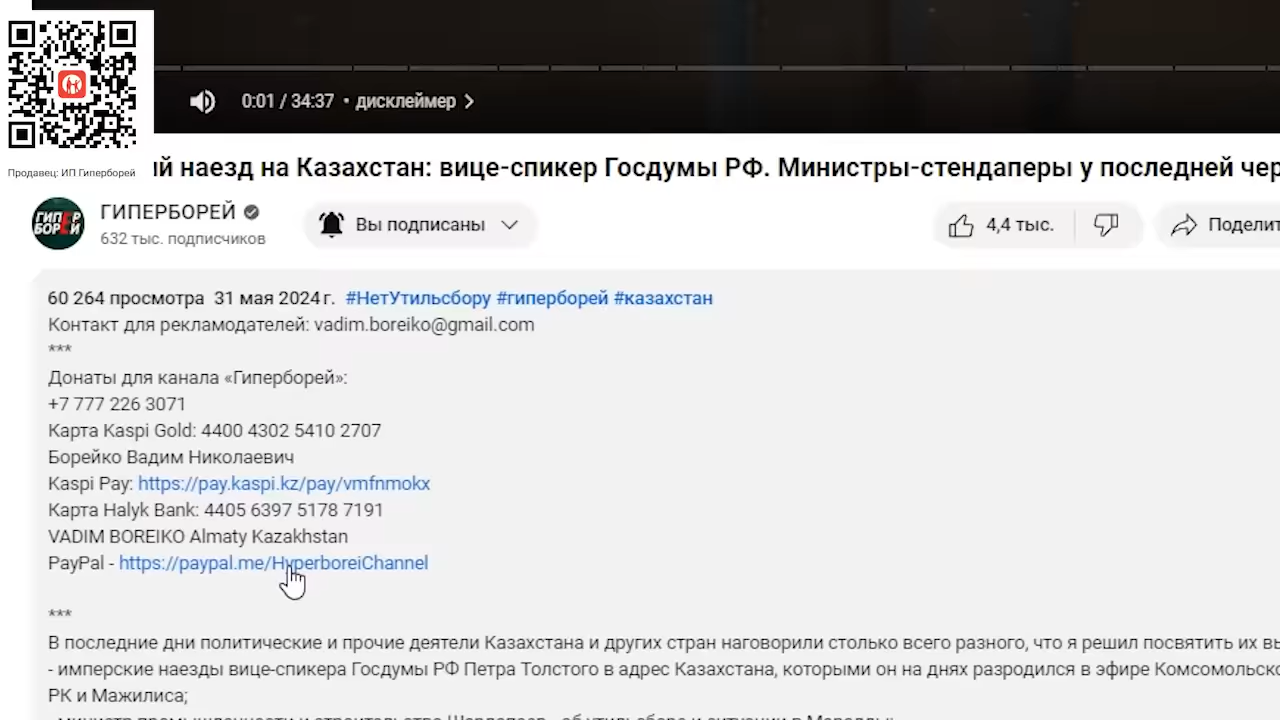 0:01 / 34:37 • дисклеймер
Продавец: ИП Гиперборей
ий наезд на Казахстан: вице-спикер Госдумы РФ. Министры-стендаперы у последней чер
ГИПЕРБОРЕЙ
ГИПЕР
БОРЕЙ
632 тыс. подписчиков
Вы подписаны
4,4 тыс.
Поделит
60 264 просмотра 31 мая 2024 г. #НетУтильсбору #гиперборей #казахстан
Контакт для рекламодателей: vadim.boreiko@gmail.com
***
Донаты для канала «Гиперборей»:
+7 777 226 3071
Карта Kaspi Gold: 4400 4302 5410 2707
Борейко Вадим Николаевич
Kaspi Pay: https://pay.kaspi.kz/pay/vmfnmokx
Карта Halyk Bank: 4405 6397 5178 7191
VADIM BOREIKO Almaty Kazakhstan
PayPal - https://paypal.me/HyperboreiChannel
***
В последние дни политические и прочие деятели Казахстана и других стран наговорили столько всего разного, что я решил посвятить их вы
- имперские наезды вице-спикера Госдумы РФ Петра Толстого в адрес Казахстана, которыми он на днях разродился в эфире Комсомольско
РК и Мажилиса;